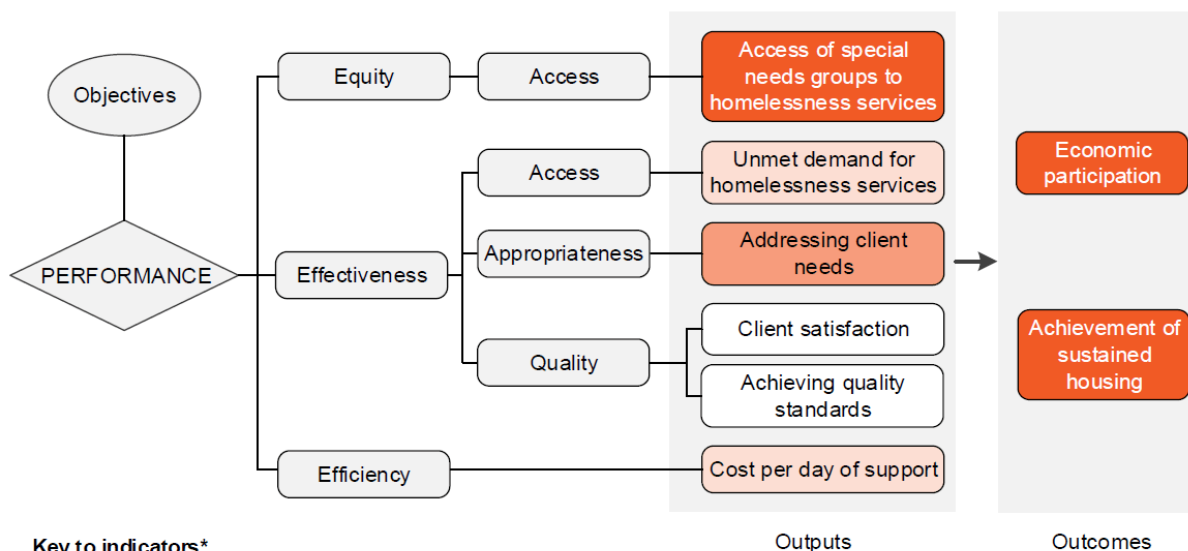 Objectives
PERFORMANCE
Equity
Access
Access of special
needs groups to
homelessness services
Effectiveness
Access
Unmet demand for
homelessness services
Appropriateness
Addressing client
needs
Quality
Client satisfaction
Achieving quality
standards
Efficiency
Cost per day of support
Economic
participation
Achievement of
sustained
housing
Key to indicators*
Outputs
Outcomes